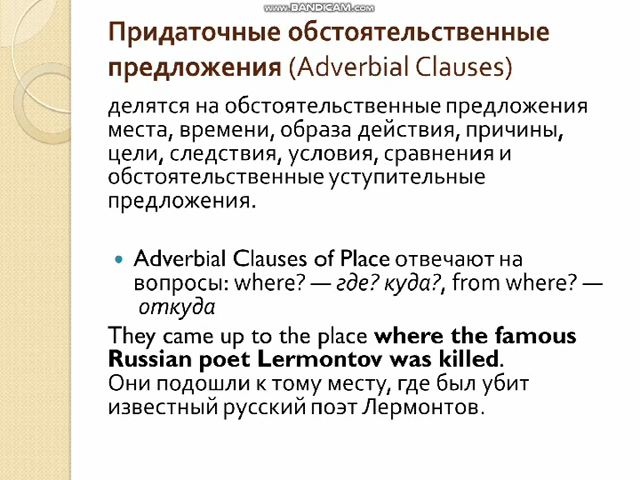 www.BANDICAM.com
Придаточные обстоятельственные
предложения (Adverbial Clauses)
делятся на обстоятельственные предложения
места, времени, образа действия, причины,
цели, следствия, условия, сравнения и
обстоятельственные уступительные
предложения.
• Adverbial Clauses of Place отвечают на
вопросы: where? — где? куда?, from where? —
откуда
They came up to the place where the famous
Russian poet Lermontov was killed.
Они подошли к тому месту, где был убит
известный русский поэт Лермонтов.